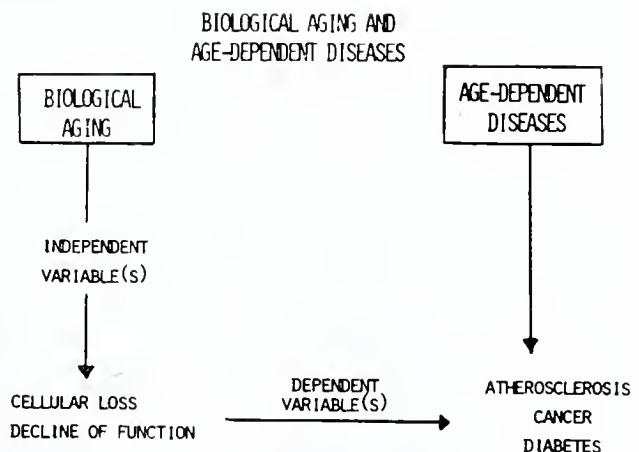 BIOLOGICAL AGING AND
AGE-DEPENDENT DISEASES
BIOLOGICAL
AGING
AGE-DEPENDENT
DISEASES
INDEPENDENT
VARIABLE(S)
CELLULAR LOSS
DECLINE OF FUNCTION
DEPENDENT
VARIABLE(S)
ATHEROSCLEROSIS
CANCER
DIABETES